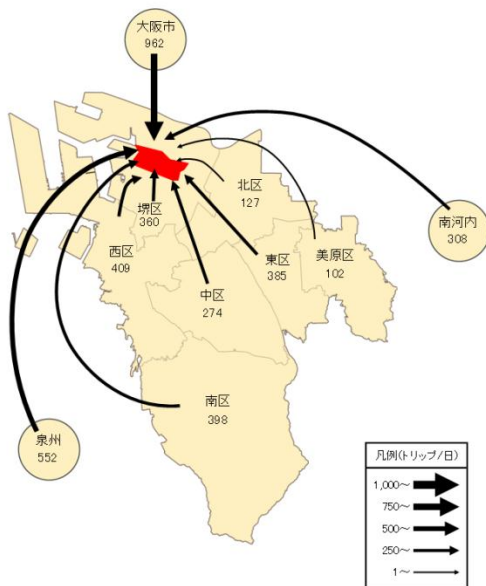 大阪市
962
北区
127
堺区
360
南河内
308
西区
409
東区
385
美原区
102
中区
274
南区
398
泉州
552
凡例(トリップ/日)
1,000～
750～
500～
250～
1～